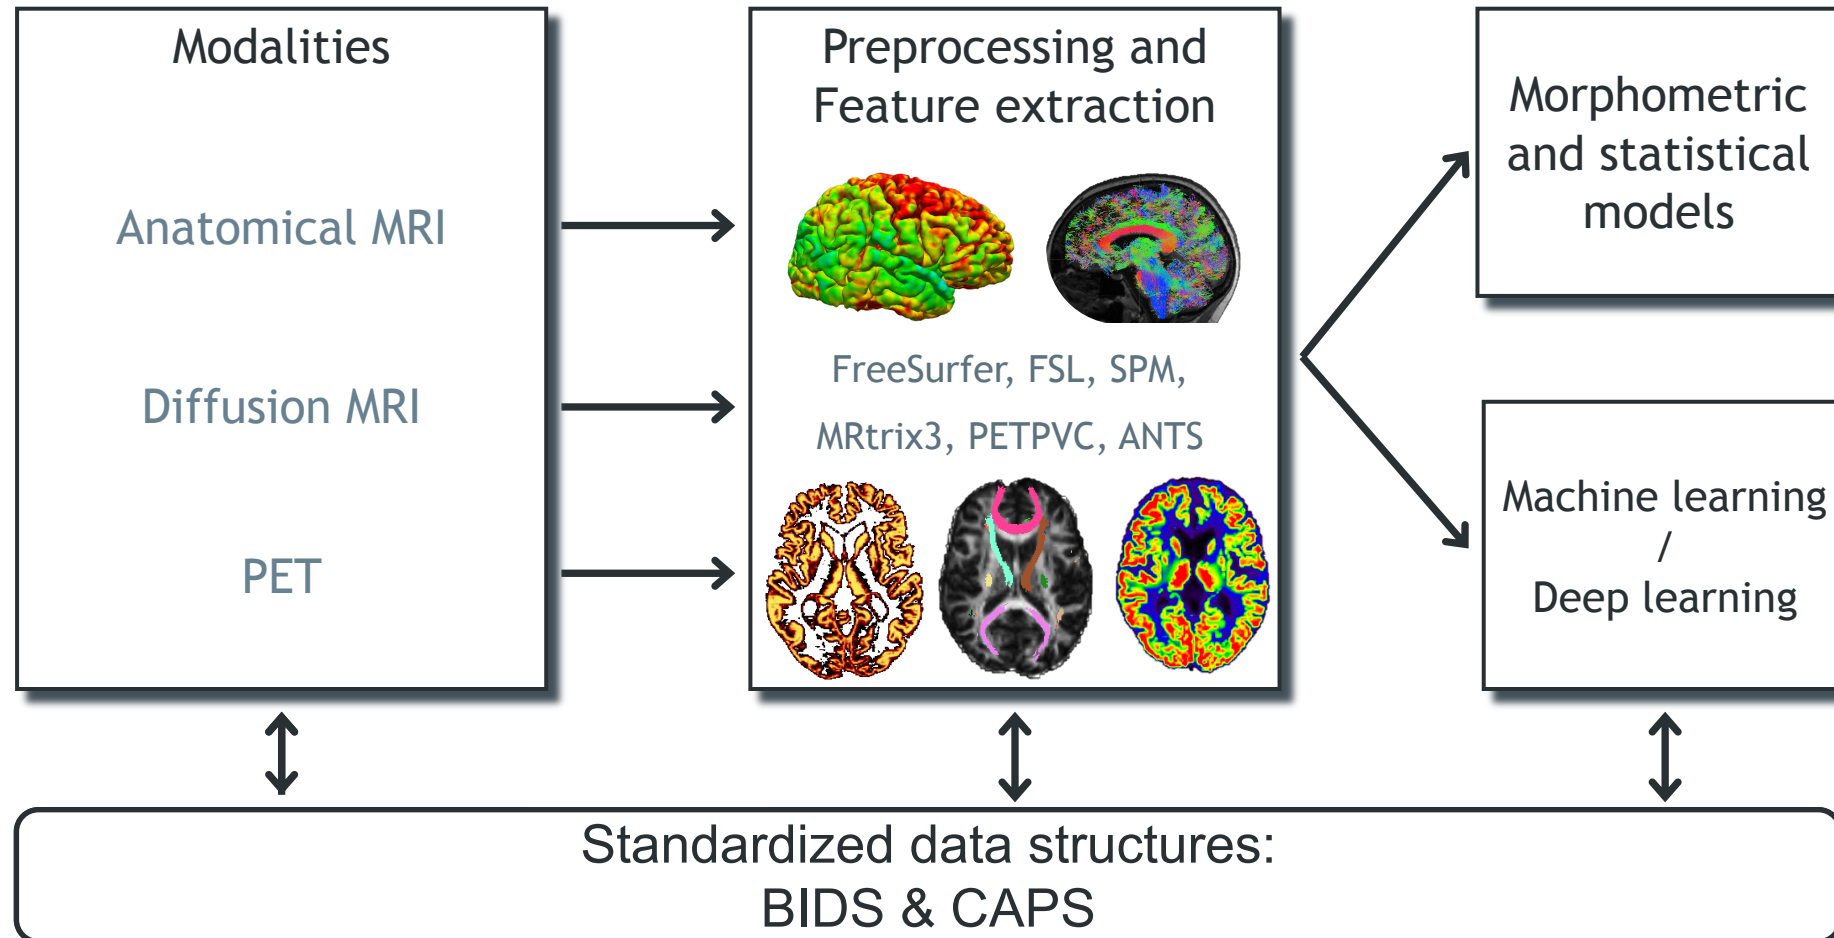 Modalities
Anatomical MRI
Diffusion MRI
PET
Preprocessing and
Feature extraction
FreeSurfer, FSL, SPM,
MRtrix3, PETPVC, ANTS
Morphometric
and statistical
models
Machine learning
/
Deep learning
Standardized data structures:
BIDS & CAPS